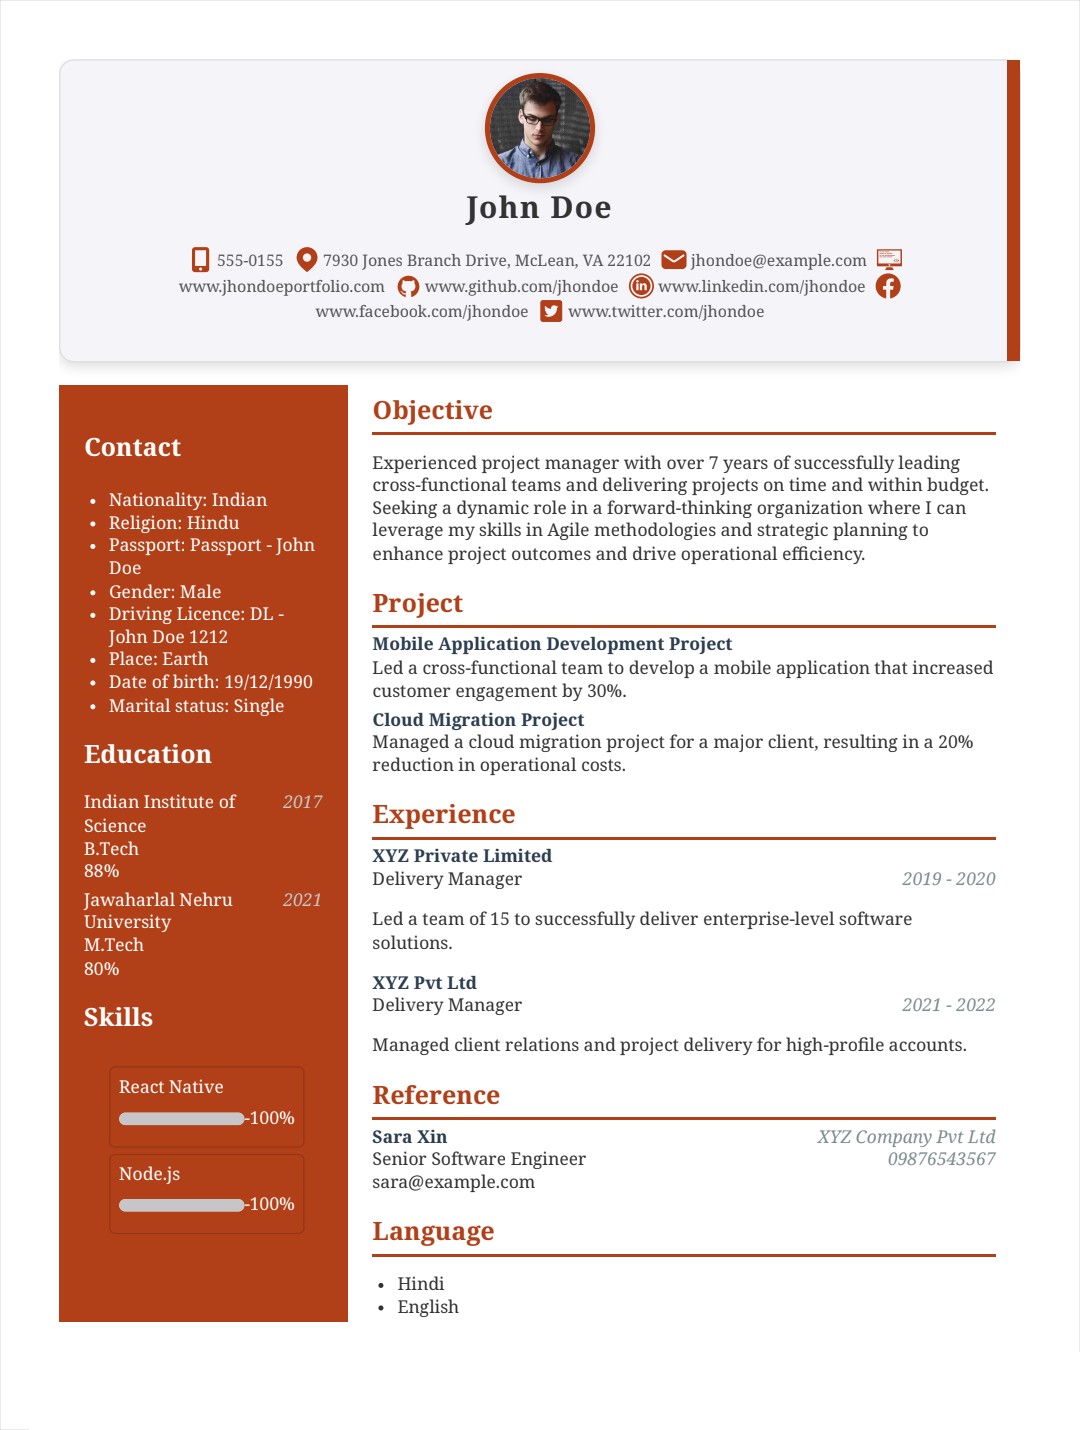 John Doe
555-0155 7930 Jones Branch Drive, McLean, VA 22102 jhondoe@example.com
www.jhondoeportfolio.com www.github.com/jhondoe www.linkedin.com/jhondoe
www.facebook.com/jhondoe www.twitter.com/jhondoe
Contact
• Nationality: Indian
• Religion: Hindu
• Passport: Passport - John
Doe
• Gender: Male
• Driving Licence: DL -
John Doe 1212
• Place: Earth
• Date of birth: 19/12/1990
• Marital status: Single
Education
Indian Institute of 2017
Science
B.Tech
88%
Jawaharlal Nehru 2021
University
M.Tech
80%
Skills
React Native
-100%
Node.js
-100%
Objective
Experienced project manager with over 7 years of successfully leading
cross-functional teams and delivering projects on time and within budget.
Seeking a dynamic role in a forward-thinking organization where I can
leverage my skills in Agile methodologies and strategic planning to
enhance project outcomes and drive operational efficiency.
Project
Mobile Application Development Project
Led a cross-functional team to develop a mobile application that increased
customer engagement by 30%.
Cloud Migration Project
Managed a cloud migration project for a major client, resulting in a 20%
reduction in operational costs.
Experience
XYZ Private Limited
Delivery Manager 2019 - 2020
Led a team of 15 to successfully deliver enterprise-level software
solutions.
XYZ Pvt Ltd
Delivery Manager 2021 - 2022
Managed client relations and project delivery for high-profile accounts.
Reference
Sara Xin XYZ Company Pvt Ltd
Senior Software Engineer 09876543567
sara@example.com
Language
• Hindi
• English